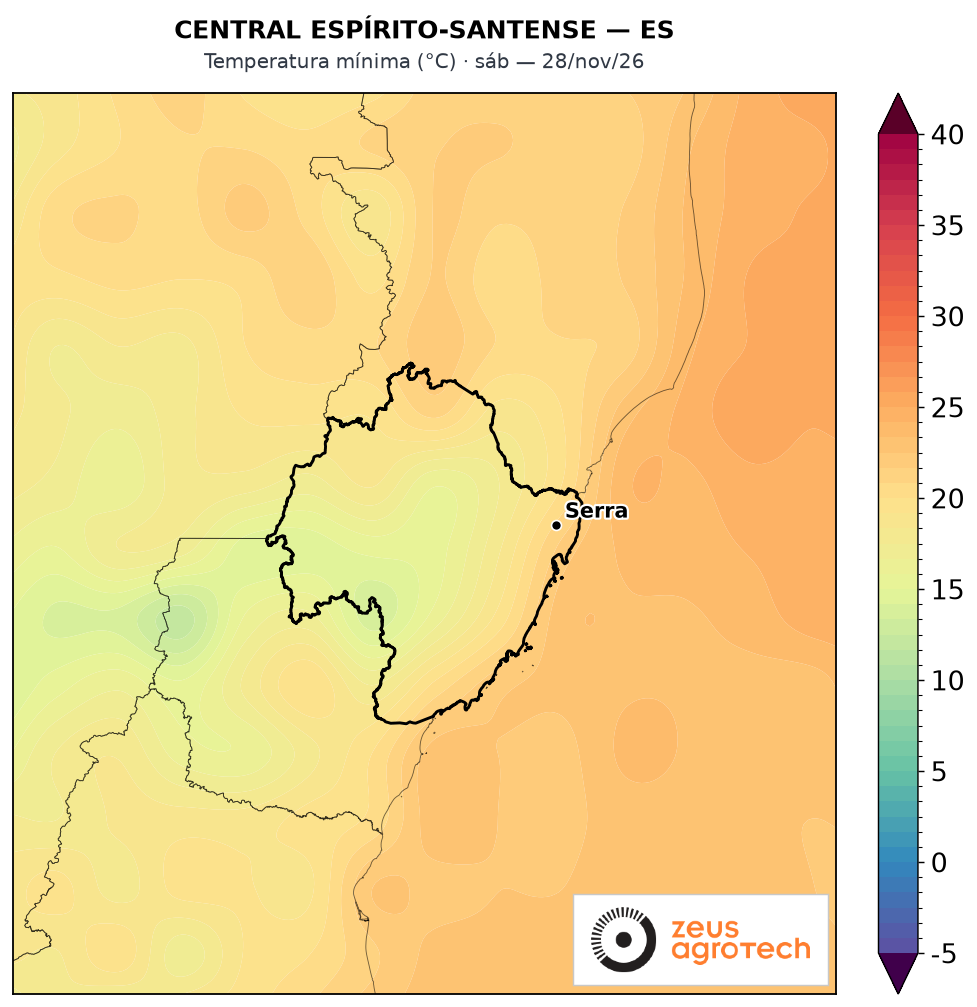 CENTRAL ESPÍRITO-SANTENSE — ES
Temperatura mínima (°C) · sáb — 28/nov/26
40
35
30
25
20
15
10
5
0
-5
Serra
zeus
agrotech